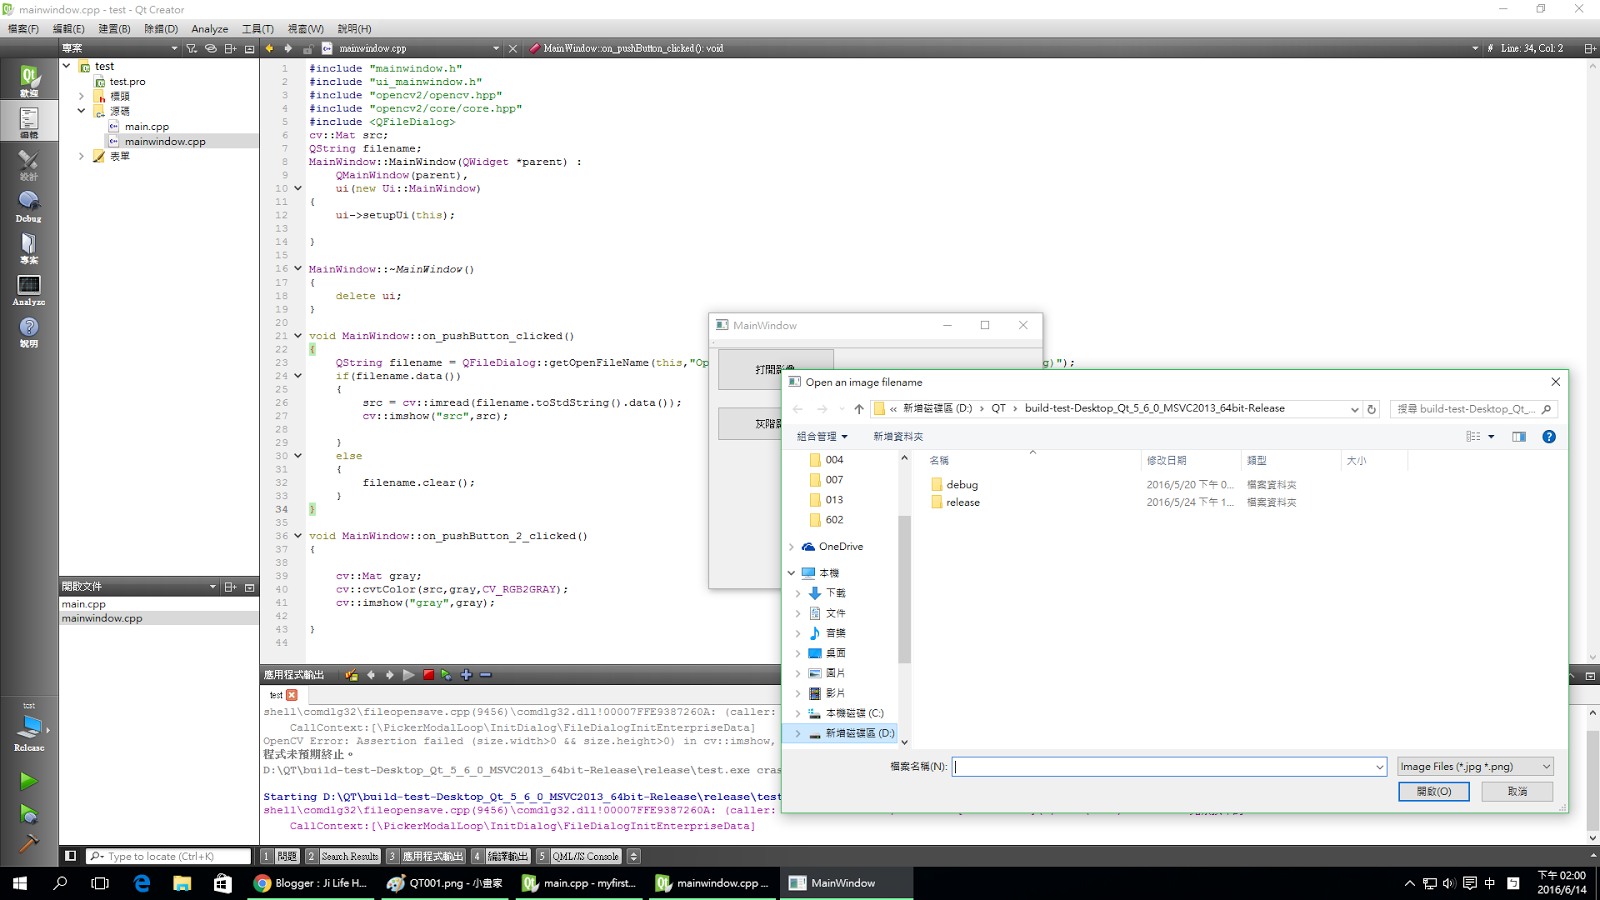 mainwindow.cpp - test - Qt Creator
檔案(F) 編輯(E) 建置(B) 除錯(D) Analyze 工具(T) 視窗(W) 說明(H)
專案
mainwindow.cpp
MainWindow::on_pushButton_clicked(): void
# Line: 34, Col: 2
歡迎
編輯
設計
Debug
專案
Analyze
說明
test
test.pro
標頭
源碼
main.cpp
mainwindow.cpp
表單
開啟文件
main.cpp
mainwindow.cpp
test
Release
1 #include "mainwindow.h"
2 #include "ui_mainwindow.h"
3 #include "opencv2/opencv.hpp"
4 #include "opencv2/core/core.hpp"
5 #include <QFileDialog>
6 cv::Mat src;
7 QString filename;
8 MainWindow::MainWindow(QWidget *parent) :
9 QMainWindow(parent),
10 ui(new Ui::MainWindow)
11 {
12 ui->setupUi(this);
13
14 }
15
16 MainWindow::~MainWindow()
17 {
18 delete ui;
19 }
20
21 void MainWindow::on_pushButton_clicked()
22 {
23 QString filename = QFileDialog::getOpenFileName(this,"Op g)");
24 if(filename.data())
25 {
26 src = cv::imread(filename.toStdString().data());
27 cv::imshow("src",src);
28
29 }
30 else
31 {
32 filename.clear();
33 }
34 }
35
36 void MainWindow::on_pushButton_2_clicked()
37 {
38
39 cv::Mat gray;
40 cv::cvtColor(src,gray,CV_RGB2GRAY);
41 cv::imshow("gray",gray);
42
43 }
44
MainWindow
打開影像
灰階
Open an image filename
« 新增磁碟區 (D:) › QT › build-test-Desktop_Qt_5_6_0_MSVC2013_64bit-Release
搜尋 build-test-Desktop_Qt_...
組合管理 新增資料夾
004
007
013
602
OneDrive
本機
下載
文件
音樂
桌面
圖片
影片
本機磁碟 (C:)
新增磁碟區 (D:)
名稱 修改日期 類型 大小
debug 2016/5/20 下午 0... 檔案資料夾
release 2016/5/24 下午 1... 檔案資料夾
檔案名稱(N):
Image Files (*.jpg *.png)
開啟(O) 取消
應用程式輸出
test
shell\comdlg32\fileopensave.cpp(9456)\comdlg32.dll!00007FFE9387260A: (caller:
CallContext:[\PickerModalLoop\InitDialog\FileDialogInitEnterpriseData]
OpenCV Error: Assertion failed (size.width>0 && size.height>0) in cv::imshow,
程式未預期終止。
D:\QT\build-test-Desktop_Qt_5_6_0_MSVC2013_64bit-Release\release\test.exe cras
Starting D:\QT\build-test-Desktop_Qt_5_6_0_MSVC2013_64bit-Release\release\test
shell\comdlg32\fileopensave.cpp(9456)\comdlg32.dll!00007FFE9387260A: (caller:
CallContext:[\PickerModalLoop\InitDialog\FileDialogInitEnterpriseData]
Type to locate (Ctrl+K)
1 問題 2 Search Results 3 應用程式輸出 4 編譯輸出 5 QML/JS Console
Blogger : Ji Life H...
QT001.png - 小畫家
main.cpp - myfirst...
mainwindow.cpp ...
MainWindow
中
下午 02:00
2016/6/14